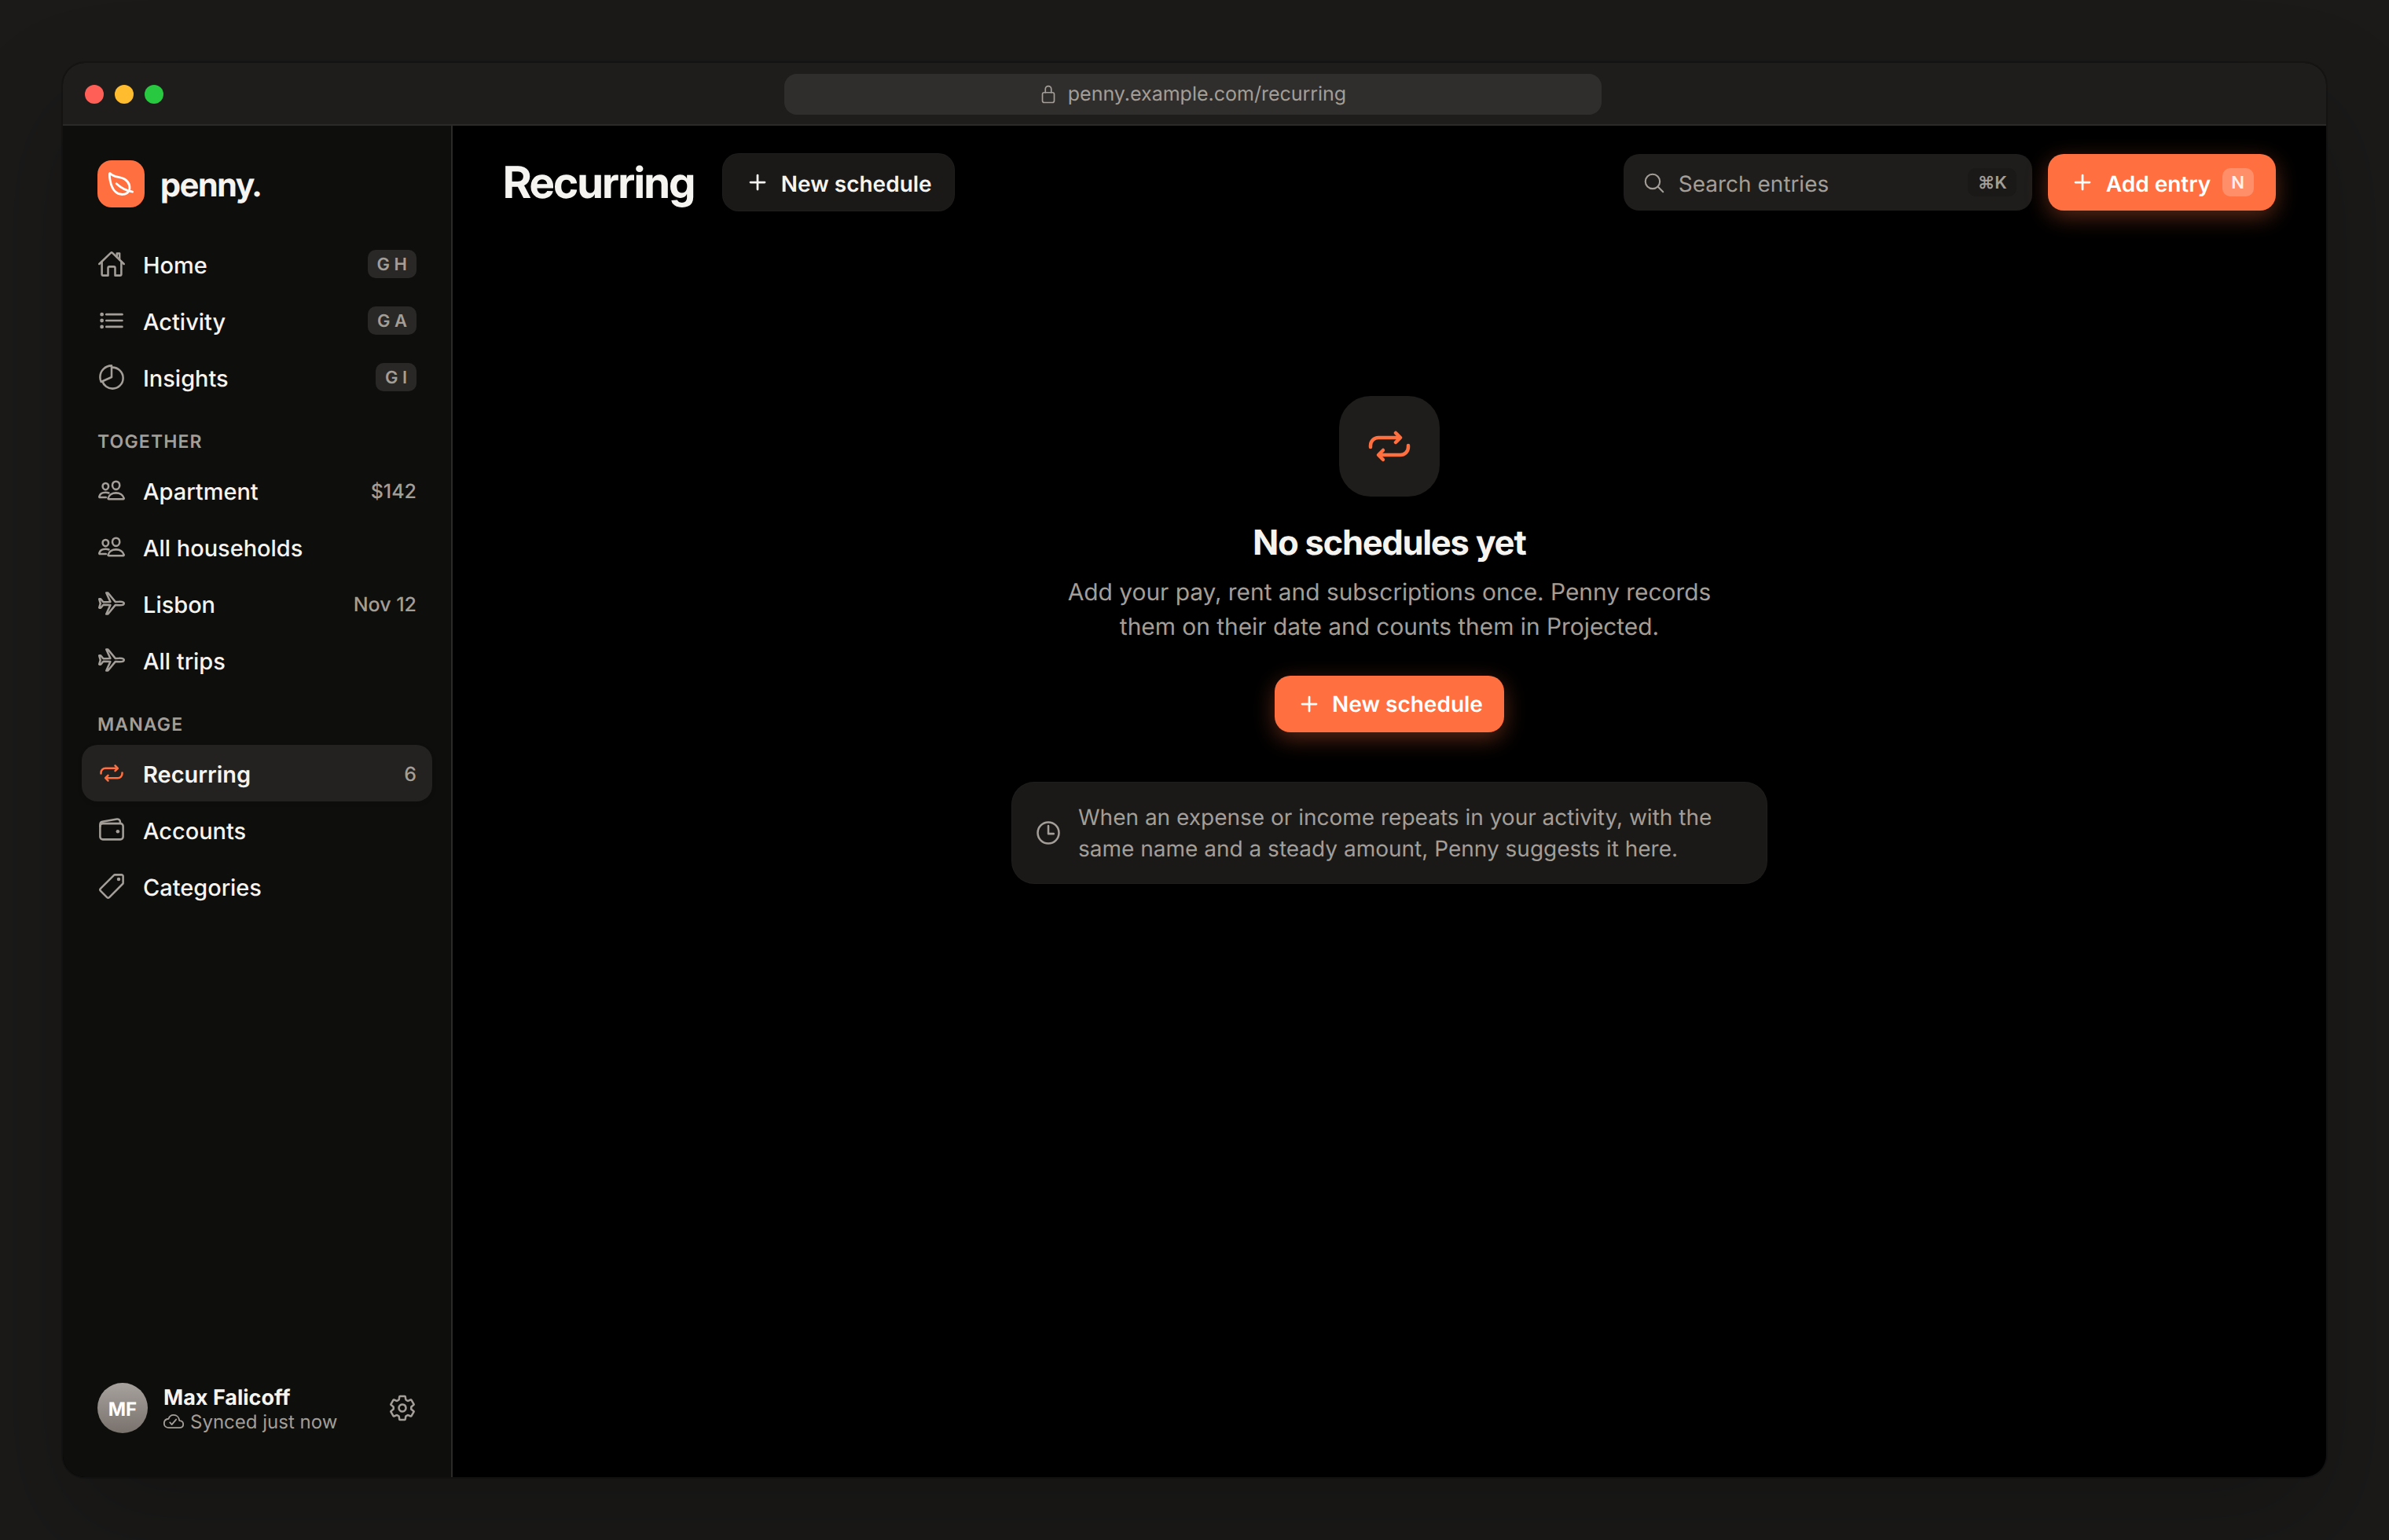 penny.example.com/recurring
penny.
Home G H
Activity G A
Insights G I
TOGETHER
Apartment $142
All households
Lisbon Nov 12
All trips
MANAGE
Recurring 6
Accounts
Categories
MF
Max Falicoff
Synced just now
Recurring
New schedule
Search entries ⌘K
Add entry N
No schedules yet
Add your pay, rent and subscriptions once. Penny records
them on their date and counts them in Projected.
New schedule
When an expense or income repeats in your activity, with the
same name and a steady amount, Penny suggests it here.